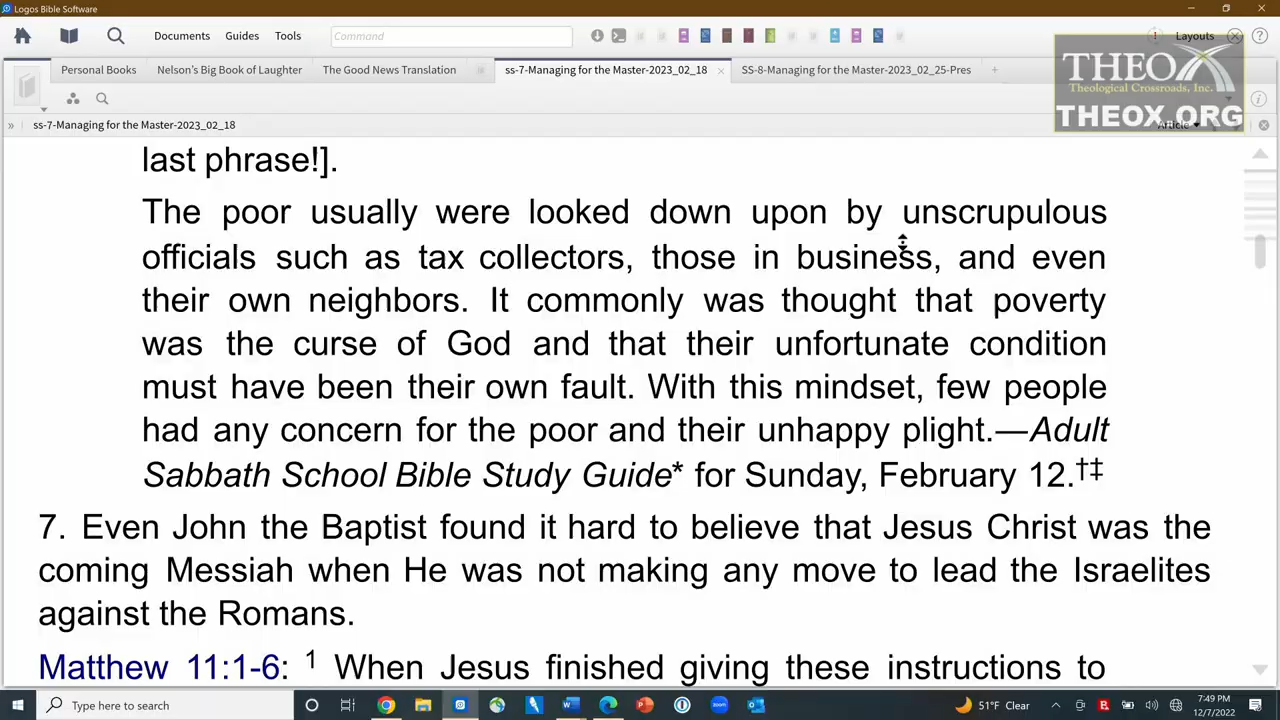 Logos Bible Software
Documents Guides Tools Command Layouts
Personal Books Nelson's Big Book of Laughter The Good News Translation ss-7-Managing for the Master-2023_02_18 SS-8-Managing for the Master-2023_02_25-Pres
THEOX
Theological Crossroads, Inc.
THEOX.ORG
ss-7-Managing for the Master-2023_02_18 Article
last phrase!].
The poor usually were looked down upon by unscrupulous
officials such as tax collectors, those in business, and even
their own neighbors. It commonly was thought that poverty
was the curse of God and that their unfortunate condition
must have been their own fault. With this mindset, few people
had any concern for the poor and their unhappy plight.—Adult
Sabbath School Bible Study Guide* for Sunday, February 12.†‡
7. Even John the Baptist found it hard to believe that Jesus Christ was the
coming Messiah when He was not making any move to lead the Israelites
against the Romans.
Matthew 11:1-6: 1 When Jesus finished giving these instructions to
Type here to search
51°F Clear
7:49 PM
12/7/2022